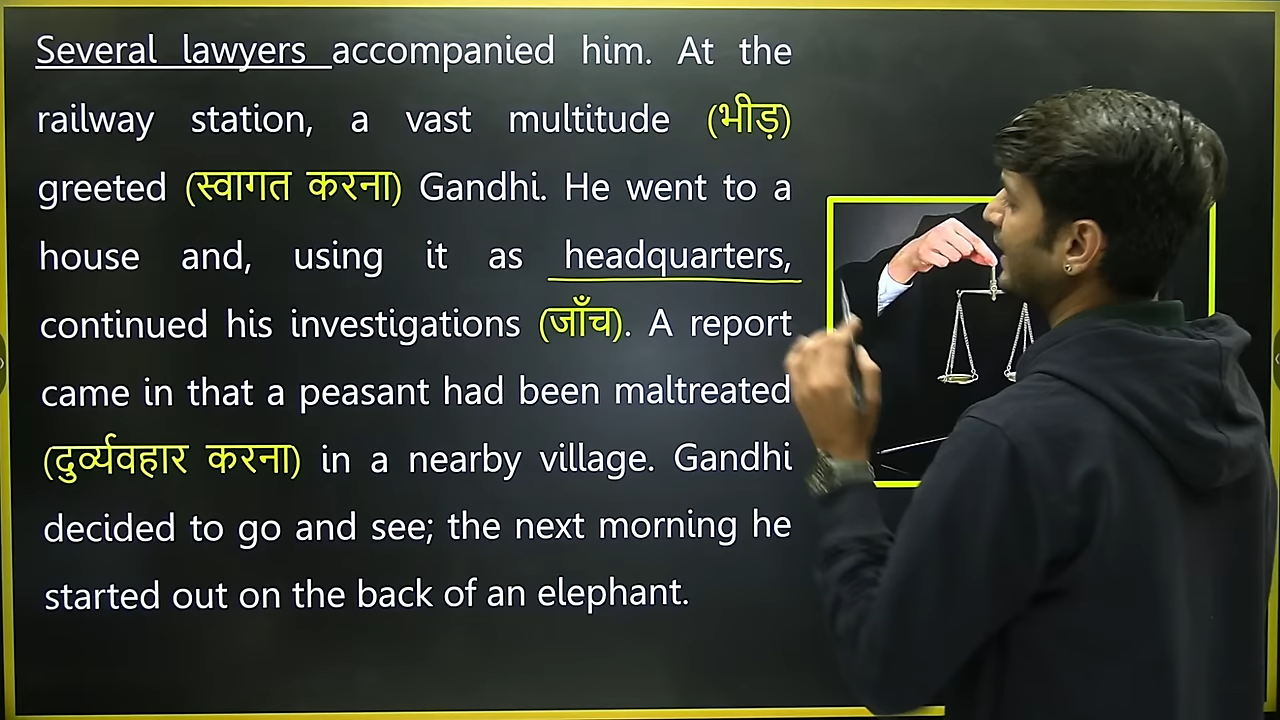 Several lawyers accompanied him. At the
railway station, a vast multitude (भीड़)
greeted (स्वागत करना) Gandhi. He went to a
house and, using it as headquarters,
continued his investigations (जाँच). A report
came in that a peasant had been maltreated
(दुर्व्यवहार करना) in a nearby village. Gandhi
decided to go and see; the next morning he
started out on the back of an elephant.